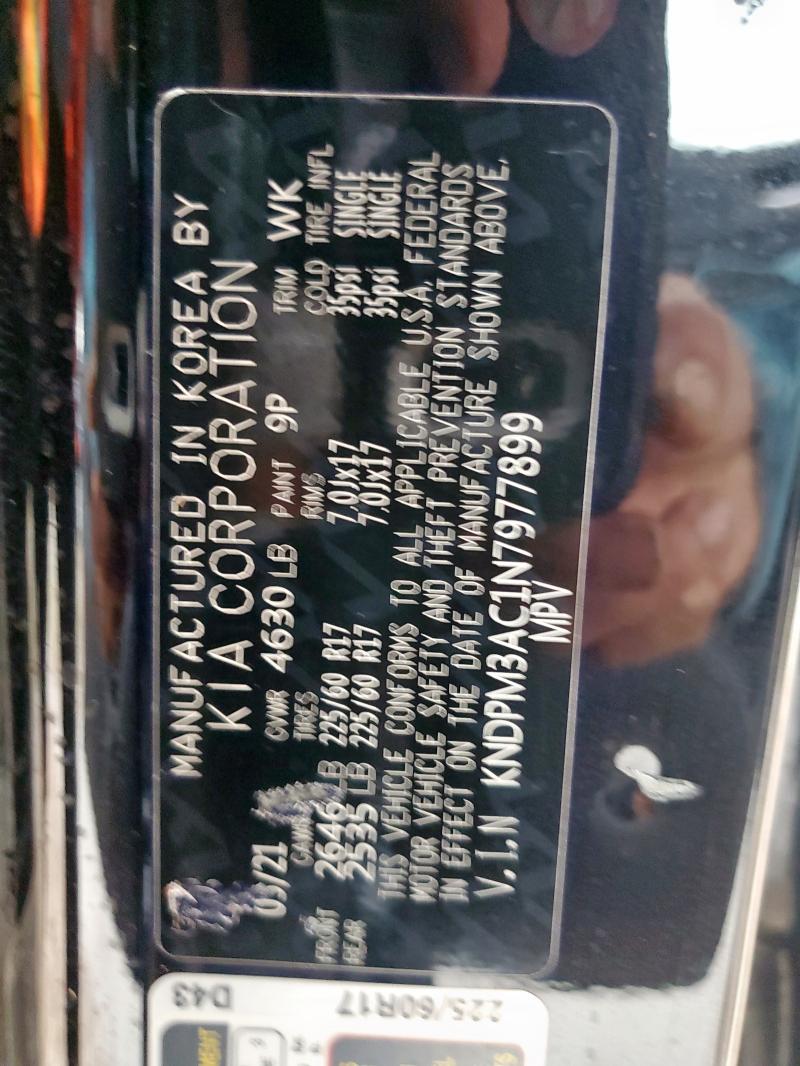 MANUFACTURED IN KOREA BY
KIA CORPORATION
03/21 GVWR 4630 LB PAINT 9P TRIM WK
GAWR TIRES RIMS COLD TIRE INFL
FRONT 2646 LB 225/60 R17 7.0Jx17 35psi SINGLE
REAR 2535 LB 225/60 R17 7.0Jx17 35psi SINGLE
THIS VEHICLE CONFORMS TO ALL APPLICABLE U.S.A. FEDERAL
MOTOR VEHICLE SAFETY AND THEFT PREVENTION STANDARDS
IN EFFECT ON THE DATE OF MANUFACTURE SHOWN ABOVE.
V.I.N KNDPM3AC1N7977899
MPV
D43
225/60R17